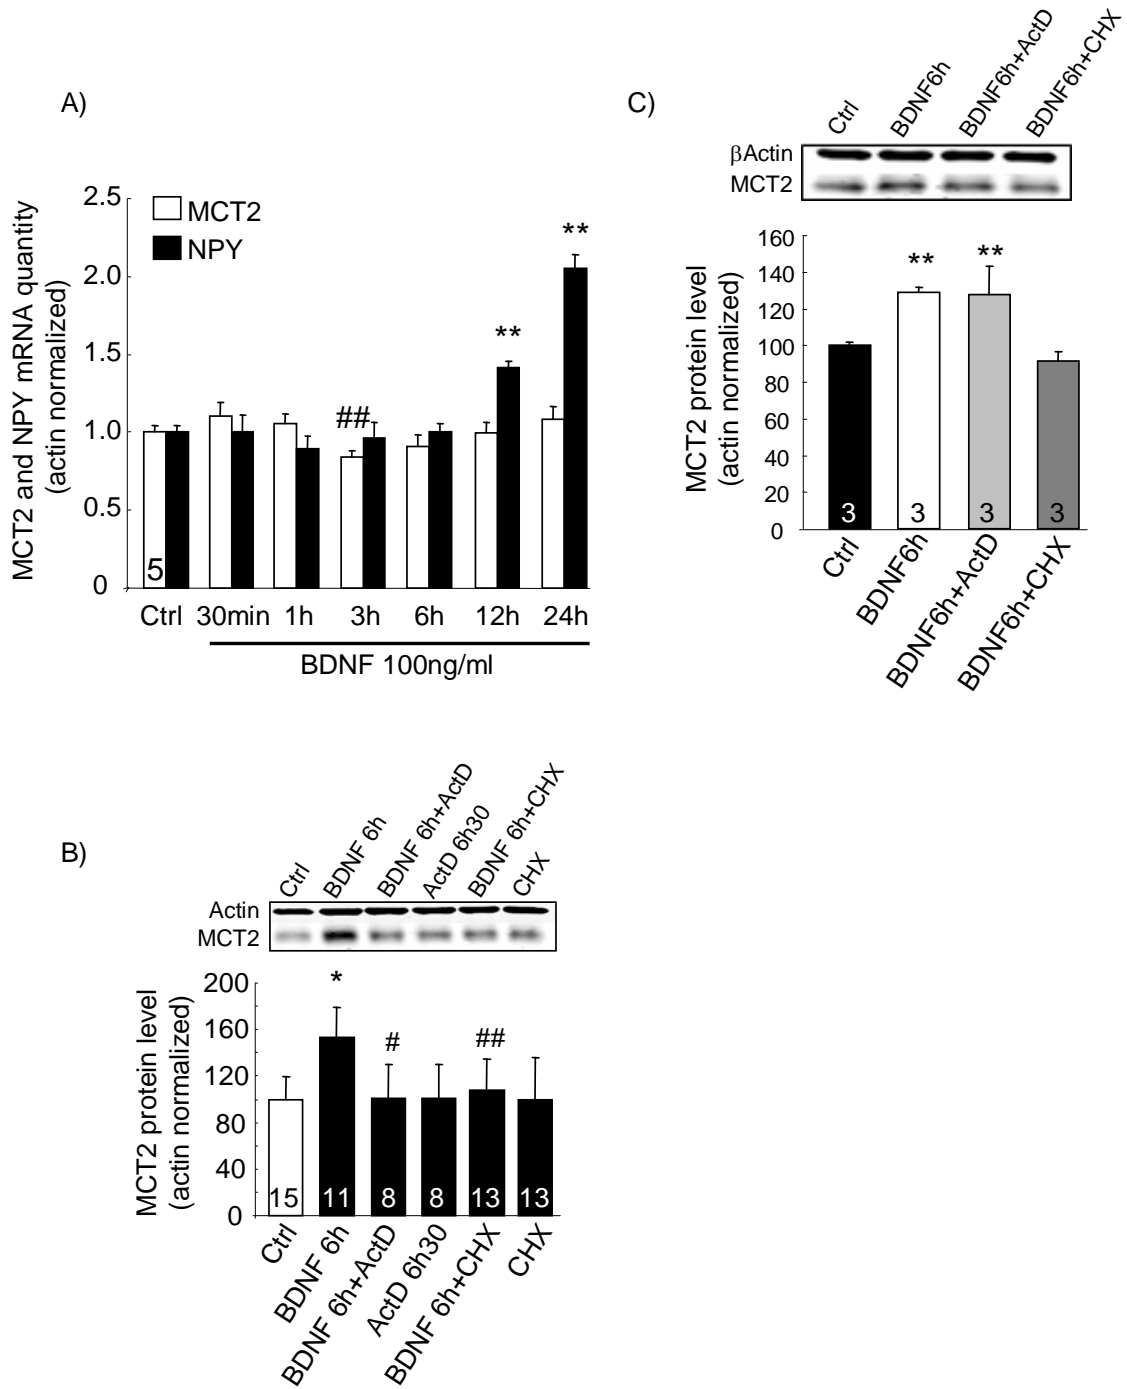 A)
MCT2 and NPY mRNA quantity
(actin normalized)
2.5
2.0
1.5
1.0
0.5
0
MCT2
NPY
##
**
**
5
Ctrl 30min 1h 3h 6h 12h 24h
BDNF 100ng/ml
C)
Ctrl
BDNF6h
BDNF6h+ActD
BDNF6h+CHX
βActin
MCT2
MCT2 protein level
(actin normalized)
160
140
120
100
80
60
40
20
0
**
**
3 3 3 3
Ctrl
BDNF6h
BDNF6h+ActD
BDNF6h+CHX
B)
Ctrl
BDNF 6h
BDNF 6h+ActD
ActD 6h30
BDNF 6h+CHX
CHX
Actin
MCT2
MCT2 protein level
(actin normalized)
200
160
120
80
40
0
*
#
##
15 11 8 8 13 13
Ctrl
BDNF 6h
BDNF 6h+ActD
ActD 6h30
BDNF 6h+CHX
CHX